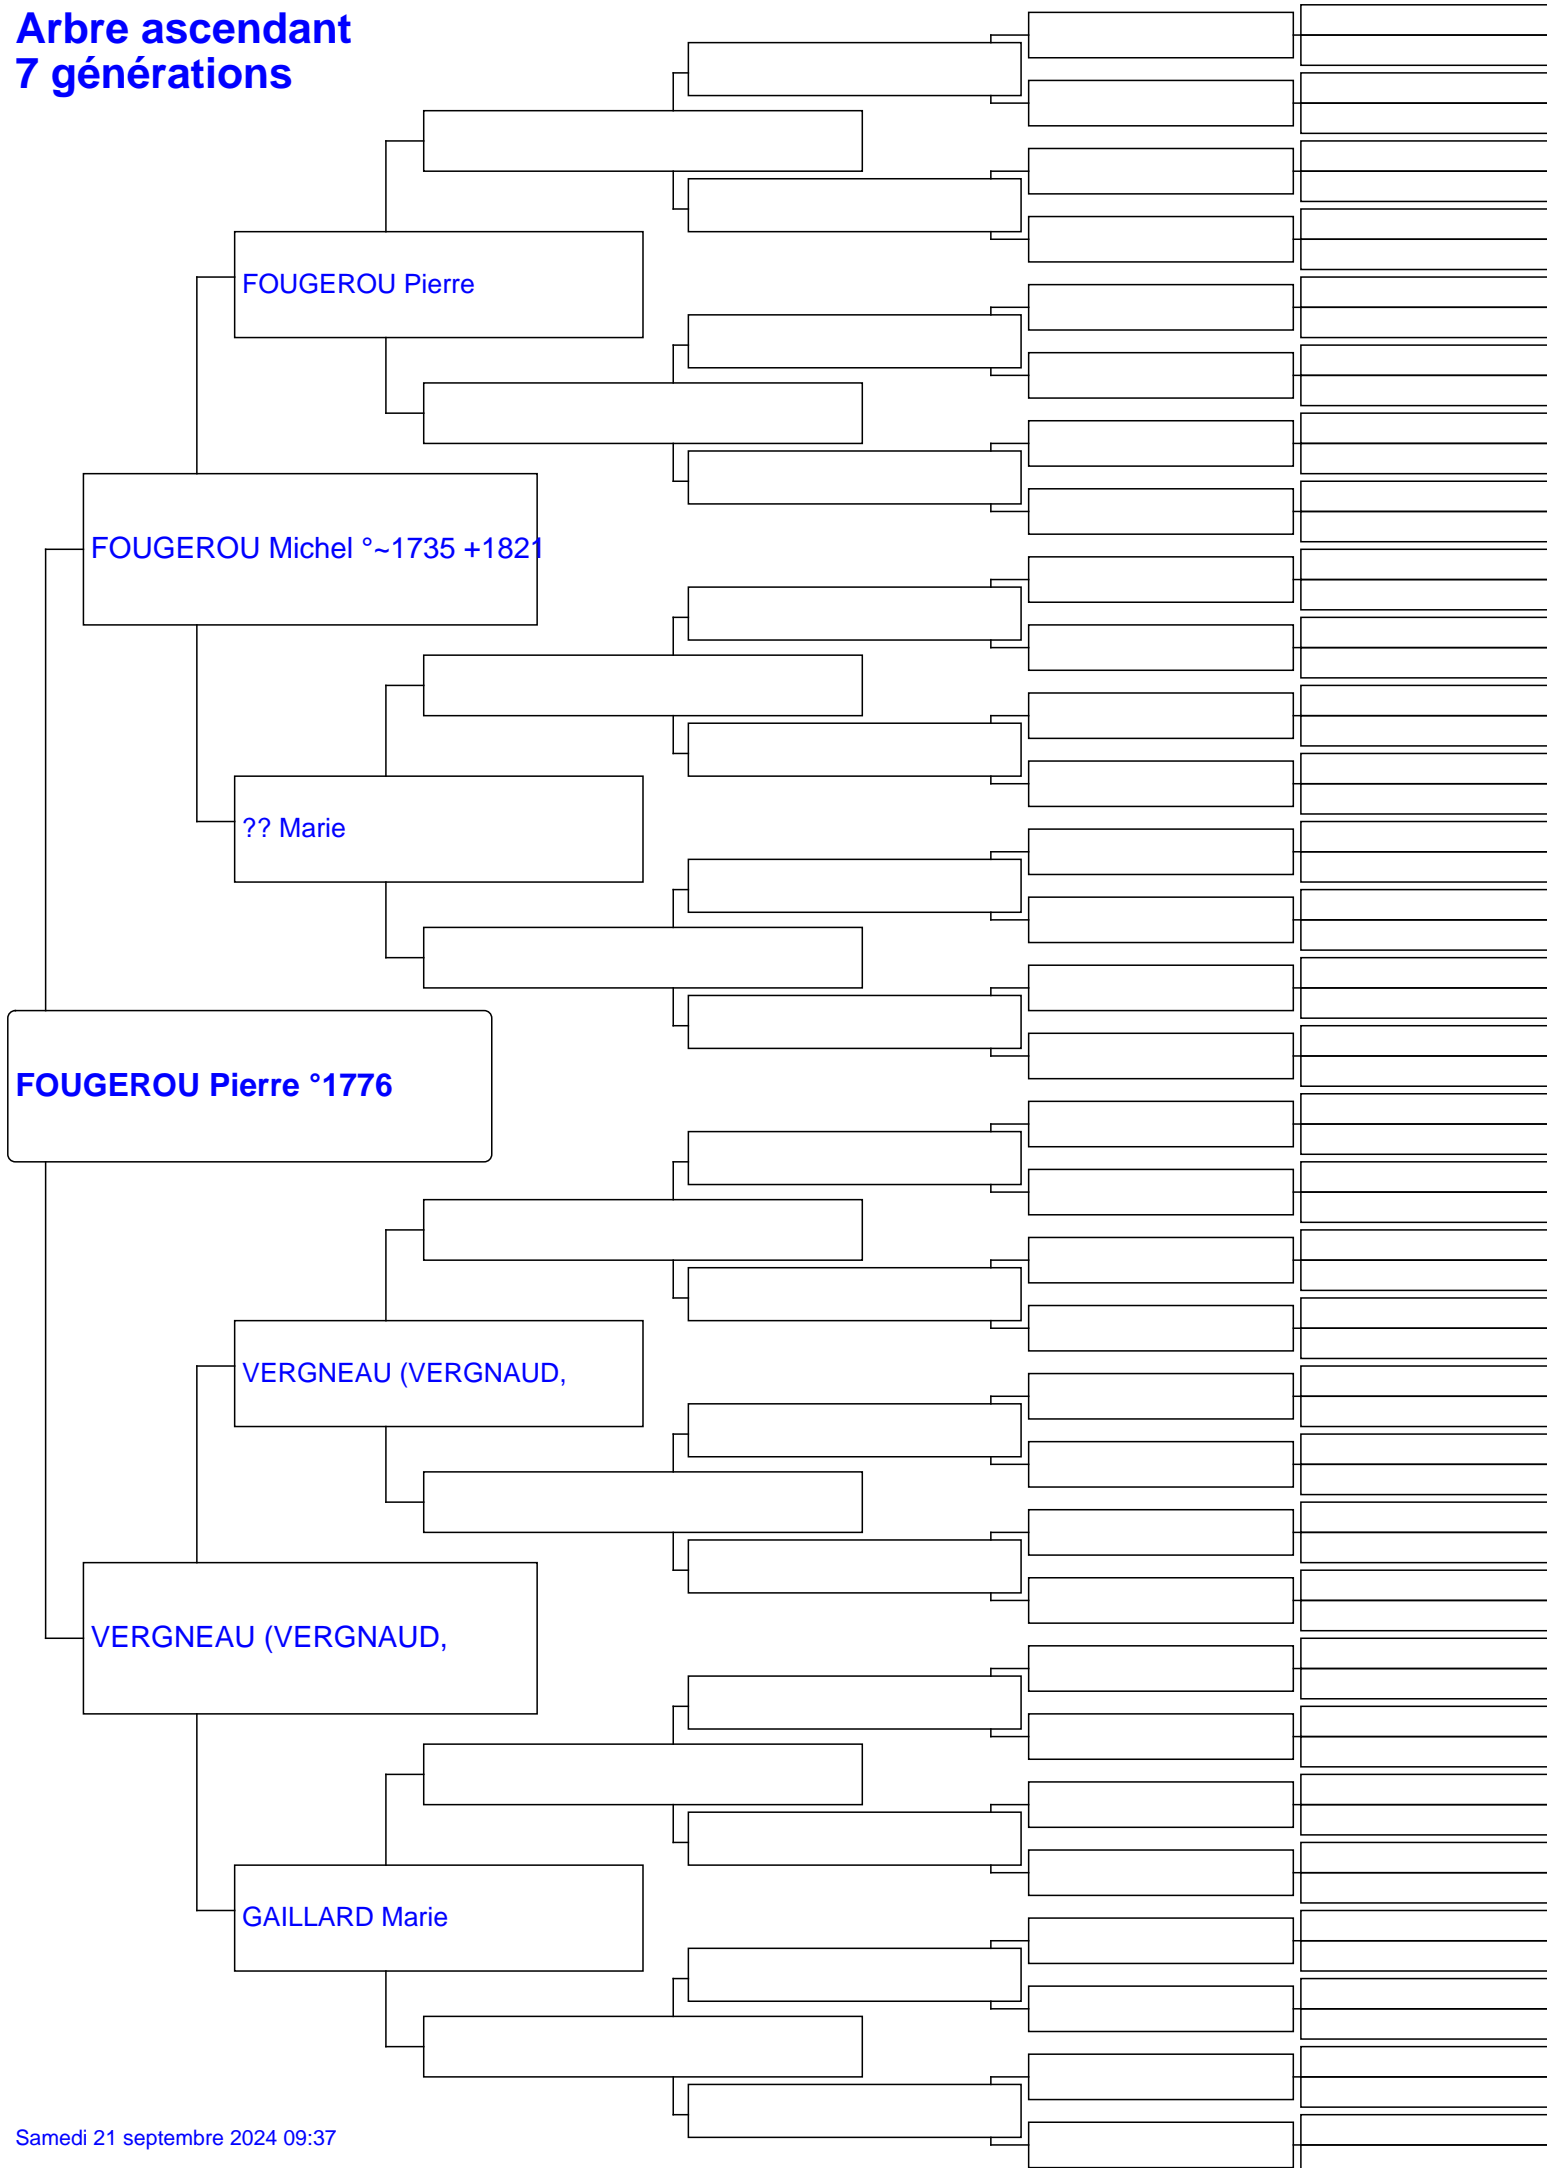 Arbre ascendant
7 générations
FOUGEROU Pierre
FOUGEROU Michel °~1735 +1821
?? Marie
FOUGEROU Pierre °1776
VERGNEAU (VERGNAUD,
VERGNEAU (VERGNAUD,
GAILLARD Marie
Samedi 21 septembre 2024 09:37